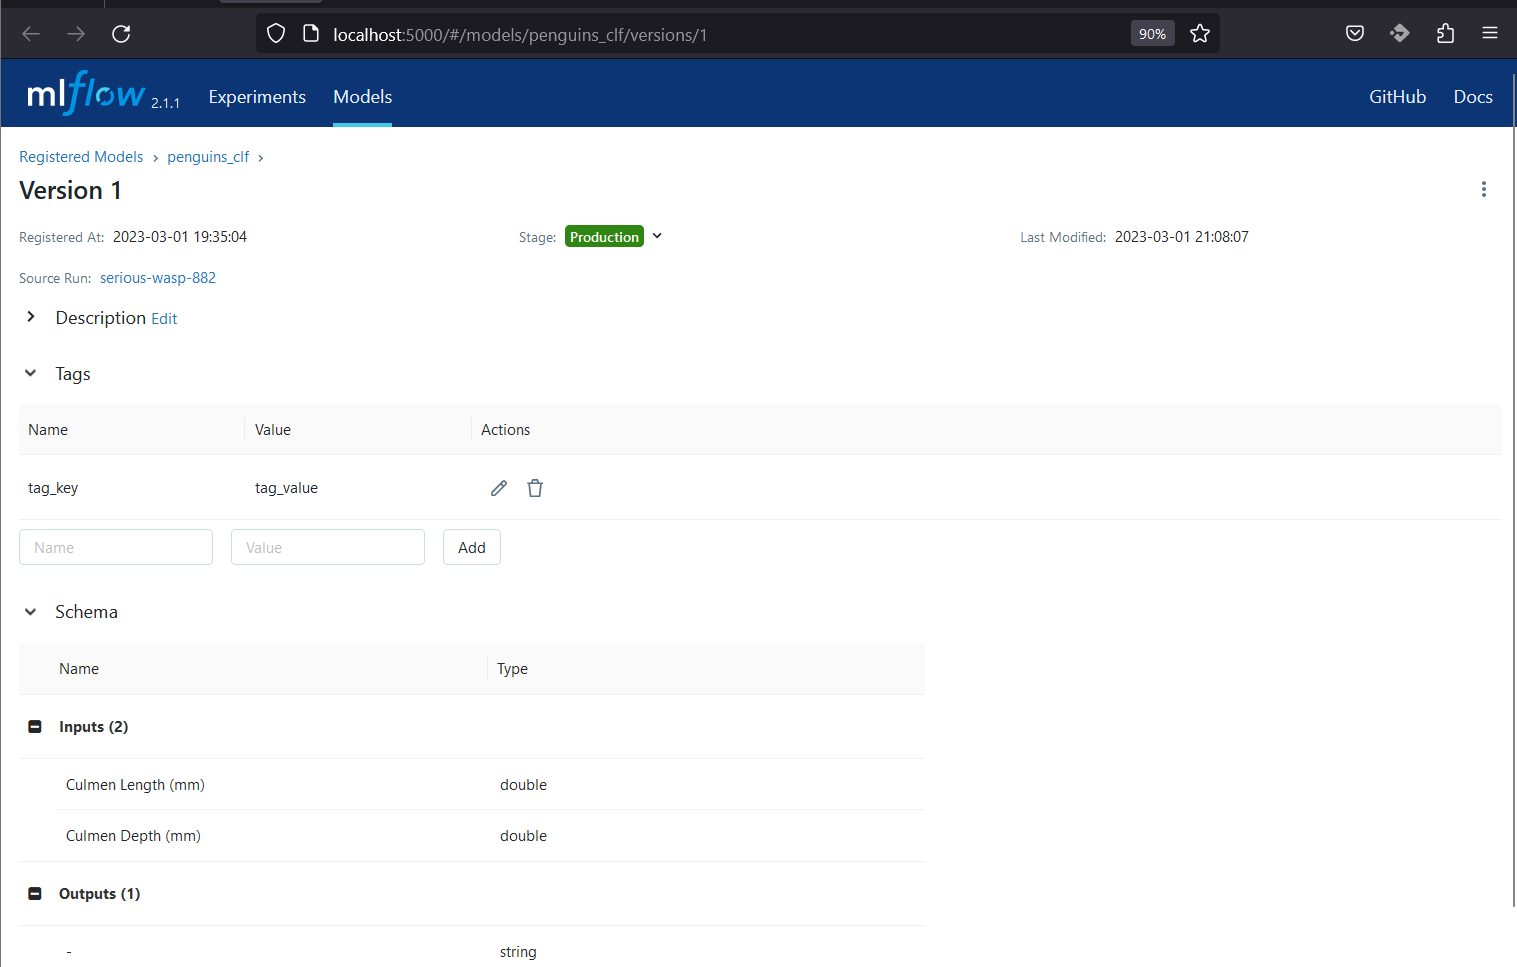 localhost:5000/#/models/penguins_clf/versions/1 90%
mlflow 2.1.1 Experiments Models GitHub Docs
Registered Models > penguins_clf >
Version 1
Registered At: 2023-03-01 19:35:04 Stage: Production Last Modified: 2023-03-01 21:08:07
Source Run: serious-wasp-882
Description Edit
Tags
Name Value Actions
tag_key tag_value
Name Value Add
Schema
Name Type
Inputs (2)
Culmen Length (mm) double
Culmen Depth (mm) double
Outputs (1)
- string